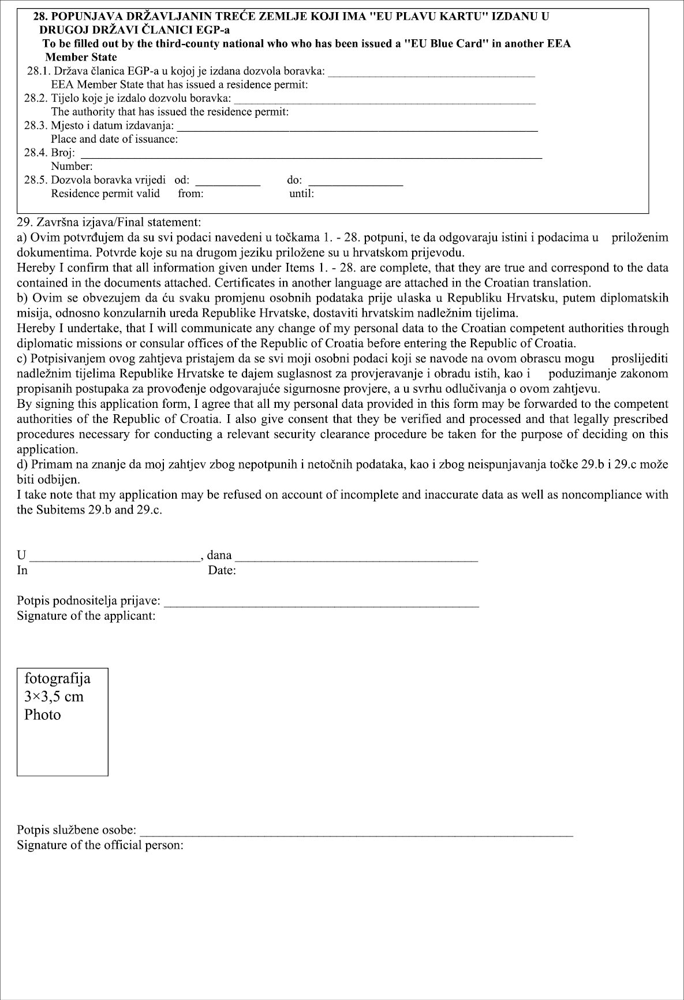 28. POPUNJAVA DRŽAVLJANIN TREĆE ZEMLJE KOJI IMA "EU PLAVU KARTU" IZDANU U
DRUGOJ DRŽAVI ČLANICI EGP-a
To be filled out by the third-county national who who has been issued a "EU Blue Card" in another EEA
Member State
28.1. Država članica EGP-a u kojoj je izdana dozvola boravka: ___________________________________
EEA Member State that has issued a residence permit:
28.2. Tijelo koje je izdalo dozvolu boravka: ___________________________________________________
The authority that has issued the residence permit:
28.3. Mjesto i datum izdavanja: _____________________________________________________________
Place and date of issuance:
28.4. Broj: ______________________________________________________________________________
Number:
28.5. Dozvola boravka vrijedi od: ___________ do: ________________
Residence permit valid from: until:
29. Završna izjava/Final statement:
a) Ovim potvrđujem da su svi podaci navedeni u točkama 1. - 28. potpuni, te da odgovaraju istini i podacima u priloženim
dokumentima. Potvrde koje su na drugom jeziku priložene su u hrvatskom prijevodu.
Hereby I confirm that all information given under Items 1. - 28. are complete, that they are true and correspond to the data
contained in the documents attached. Certificates in another language are attached in the Croatian translation.
b) Ovim se obvezujem da ću svaku promjenu osobnih podataka prije ulaska u Republiku Hrvatsku, putem diplomatskih
misija, odnosno konzularnih ureda Republike Hrvatske, dostaviti hrvatskim nadležnim tijelima.
Hereby I undertake, that I will communicate any change of my personal data to the Croatian competent authorities through
diplomatic missions or consular offices of the Republic of Croatia before entering the Republic of Croatia.
c) Potpisivanjem ovog zahtjeva pristajem da se svi moji osobni podaci koji se navode na ovom obrascu mogu proslijediti
nadležnim tijelima Republike Hrvatske te dajem suglasnost za provjeravanje i obradu istih, kao i poduzimanje zakonom
propisanih postupaka za provođenje odgovarajuće sigurnosne provjere, a u svrhu odlučivanja o ovom zahtjevu.
By signing this application form, I agree that all my personal data provided in this form may be forwarded to the competent
authorities of the Republic of Croatia. I also give consent that they be verified and processed and that legally prescribed
procedures necessary for conducting a relevant security clearance procedure be taken for the purpose of deciding on this
application.
d) Primam na znanje da moj zahtjev zbog nepotpunih i netočnih podataka, kao i zbog neispunjavanja točke 29.b i 29.c može
biti odbijen.
I take note that my application may be refused on account of incomplete and inaccurate data as well as noncompliance with
the Subitems 29.b and 29.c.
U __________________________, dana _____________________________________
In Date:
Potpis podnositelja prijave: ________________________________________________
Signature of the applicant:
fotografija
3×3,5 cm
Photo
Potpis službene osobe: __________________________________________________________________
Signature of the official person: